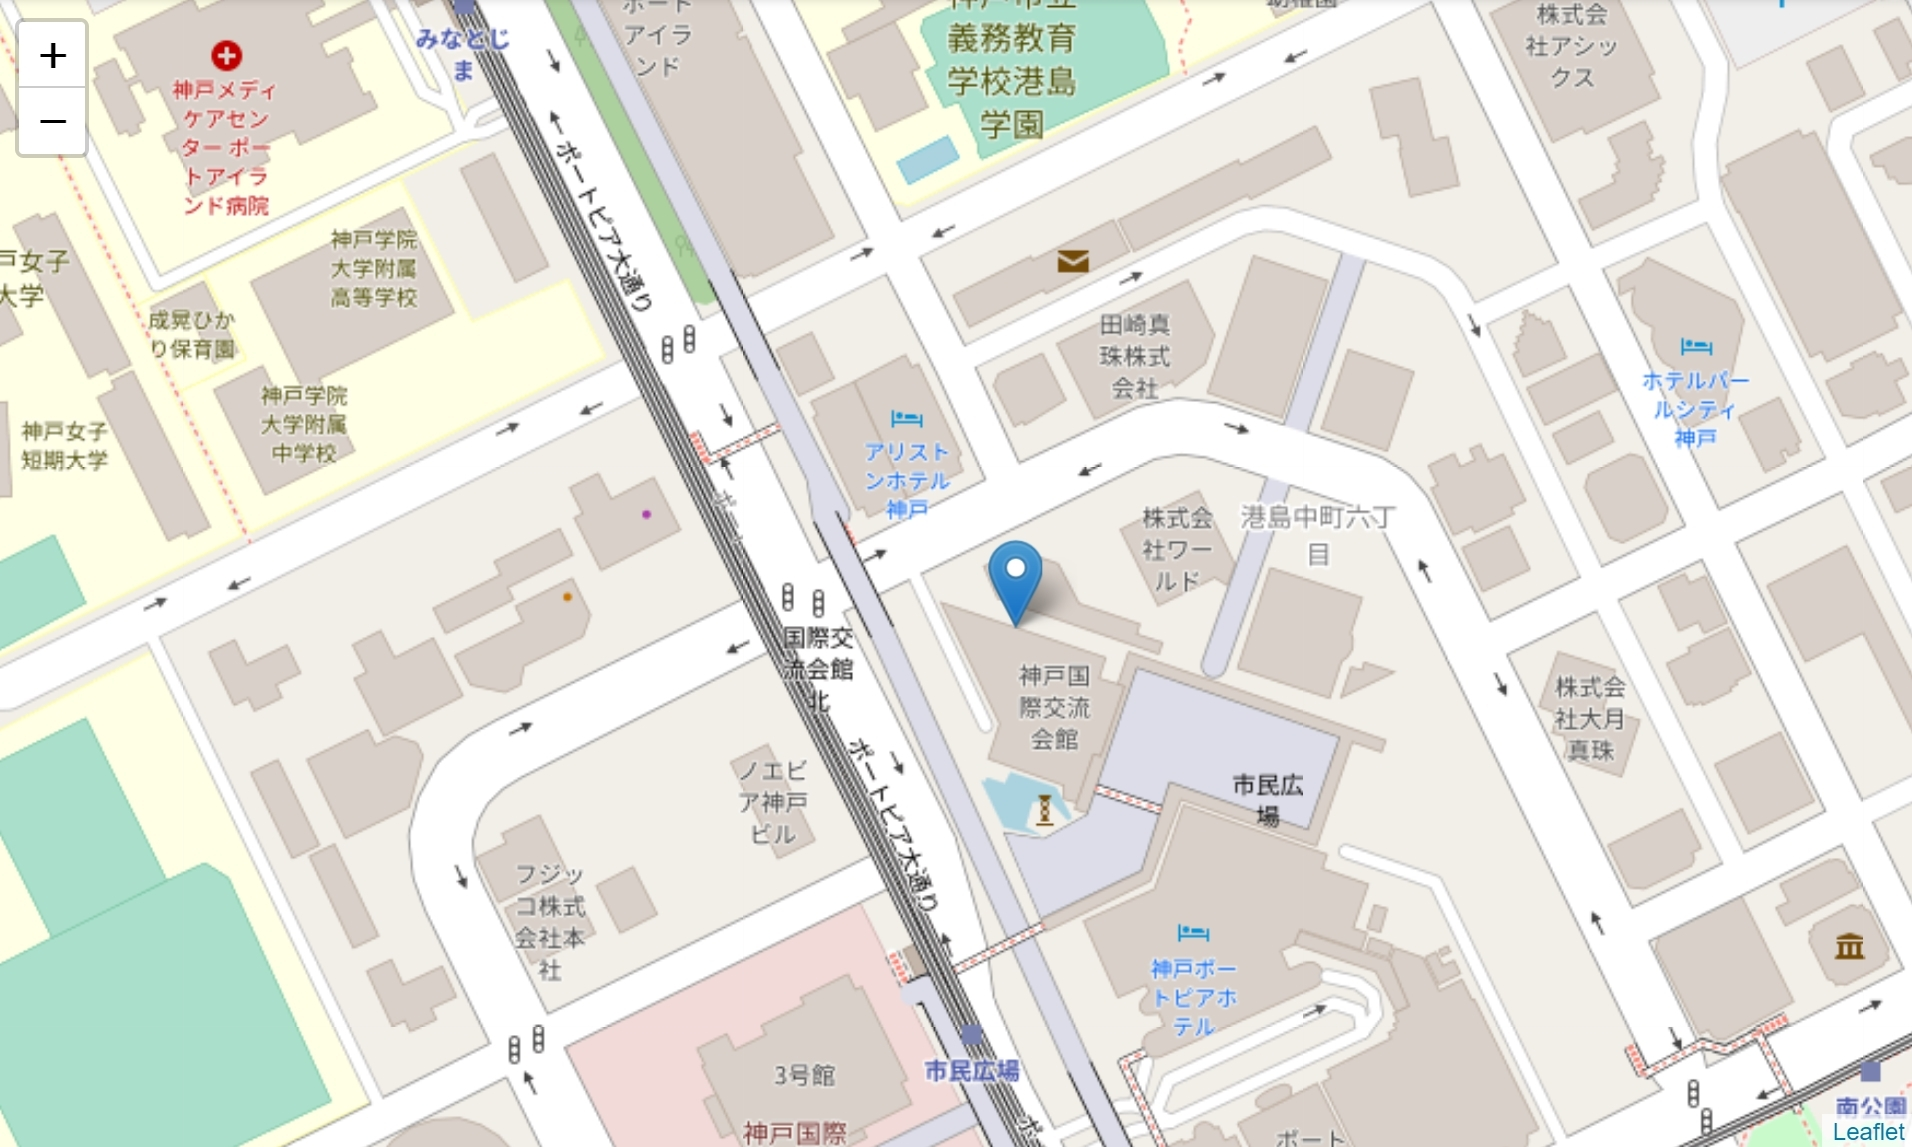 +
−
みなとじ
ま
神戸メディ
ケアセン
ター ポー
トアイラ
ンド病院
ポート
アイラ
ンド
義務教育
学校港島
学園
幼稚園
株式会
社アシッ
クス
戸女子
大学
神戸学院
大学附属
高等学校
成晃ひか
り保育園
神戸学院
大学附属
中学校
神戸女子
短期大学
ポートピア大通り
田崎真
珠株式
会社
ホテルパー
ルシティ
神戸
アリスト
ンホテル
神戸
株式会
社ワー
ルド
港島中町六丁
目
国際交
流会館
北
神戸国
際交流
会館
株式会
社大月
真珠
ノエビ
ア神戸
ビル
ポートピア大通り
市民広
場
フジッ
コ株式
会社本
社
神戸ポー
トピアホ
テル
3号館
市民広場
神戸国際
ポート
南公園
Leaflet